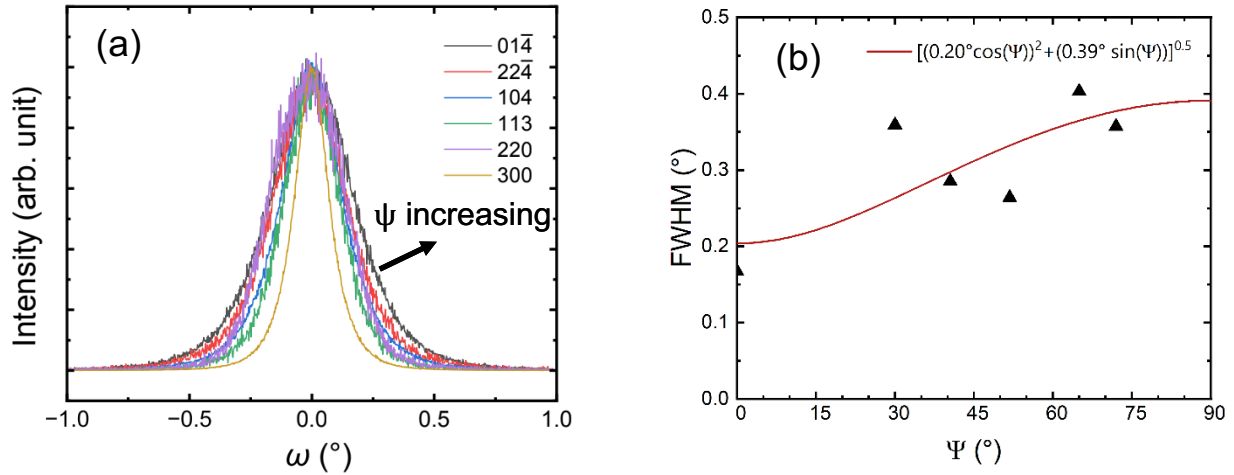 (a)
014̅
224̅
104
113
220
300
ψ increasing
Intensity (arb. unit)
−1.0 −0.5 0.0 0.5 1.0
ω (°)
(b)
[(0.20°cos(Ψ))²+(0.39° sin(Ψ))]⁰·⁵
FWHM (°)
0.5
0.4
0.3
0.2
0.1
0.0
0 15 30 45 60 75 90
Ψ (°)